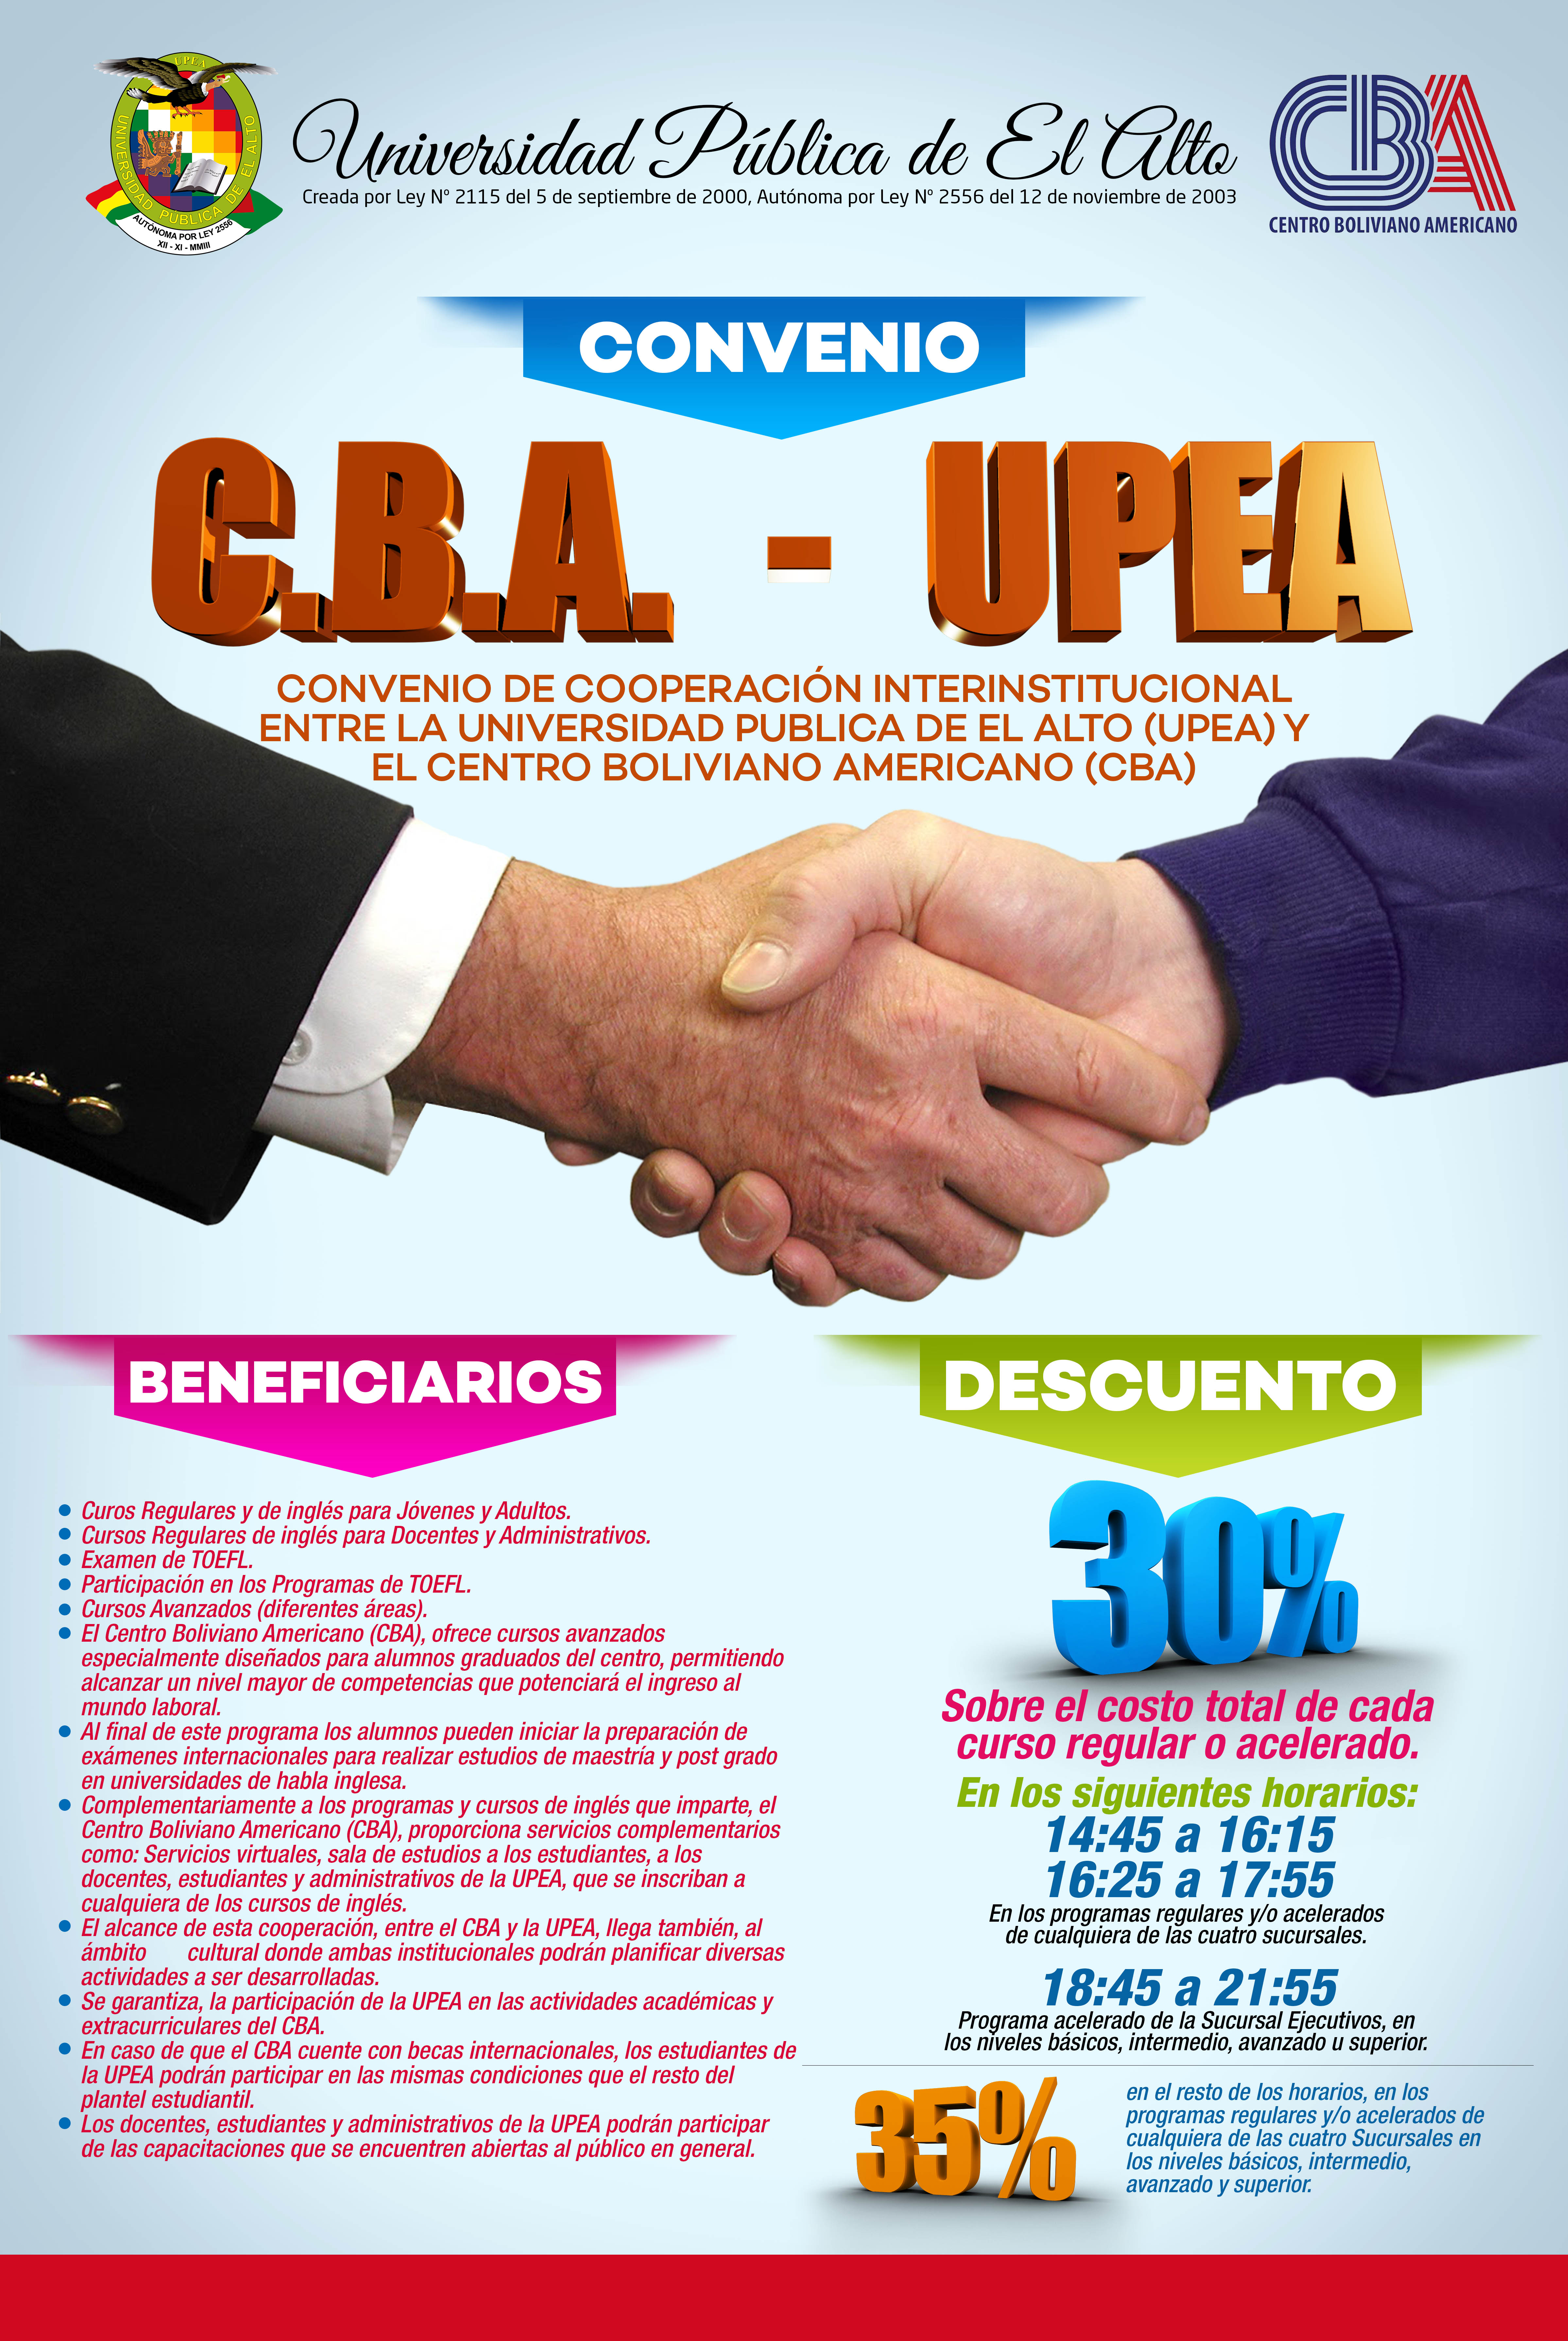 UPEA
UNIVERSIDAD PÚBLICA DE EL ALTO
AUTÓNOMA POR LEY 2556
XII - XI - MMIII
Universidad Pública de El Alto
Creada por Ley Nº 2115 del 5 de septiembre de 2000, Autónoma por Ley Nº 2556 del 12 de noviembre de 2003
CBA
CENTRO BOLIVIANO AMERICANO
CONVENIO
C.B.A. - UPEA
CONVENIO DE COOPERACIÓN INTERINSTITUCIONAL
ENTRE LA UNIVERSIDAD PUBLICA DE EL ALTO (UPEA) Y
EL CENTRO BOLIVIANO AMERICANO (CBA)
BENEFICIARIOS
• Curos Regulares y de inglés para Jóvenes y Adultos.
• Cursos Regulares de inglés para Docentes y Administrativos.
• Examen de TOEFL.
• Participación en los Programas de TOEFL.
• Cursos Avanzados (diferentes áreas).
• El Centro Boliviano Americano (CBA), ofrece cursos avanzados
especialmente diseñados para alumnos graduados del centro, permitiendo
alcanzar un nivel mayor de competencias que potenciará el ingreso al
mundo laboral.
• Al final de este programa los alumnos pueden iniciar la preparación de
exámenes internacionales para realizar estudios de maestría y post grado
en universidades de habla inglesa.
• Complementariamente a los programas y cursos de inglés que imparte, el
Centro Boliviano Americano (CBA), proporciona servicios complementarios
como: Servicios virtuales, sala de estudios a los estudiantes, a los
docentes, estudiantes y administrativos de la UPEA, que se inscriban a
cualquiera de los cursos de inglés.
• El alcance de esta cooperación, entre el CBA y la UPEA, llega también, al
ámbito cultural donde ambas institucionales podrán planificar diversas
actividades a ser desarrolladas.
• Se garantiza, la participación de la UPEA en las actividades académicas y
extracurriculares del CBA.
• En caso de que el CBA cuente con becas internacionales, los estudiantes de
la UPEA podrán participar en las mismas condiciones que el resto del
plantel estudiantil.
• Los docentes, estudiantes y administrativos de la UPEA podrán participar
de las capacitaciones que se encuentren abiertas al público en general.
DESCUENTO
30%
Sobre el costo total de cada
curso regular o acelerado.
En los siguientes horarios:
14:45 a 16:15
16:25 a 17:55
En los programas regulares y/o acelerados
de cualquiera de las cuatro sucursales.
18:45 a 21:55
Programa acelerado de la Sucursal Ejecutivos, en
los niveles básicos, intermedio, avanzado u superior.
35%
en el resto de los horarios, en los
programas regulares y/o acelerados de
cualquiera de las cuatro Sucursales en
los niveles básicos, intermedio,
avanzado y superior.